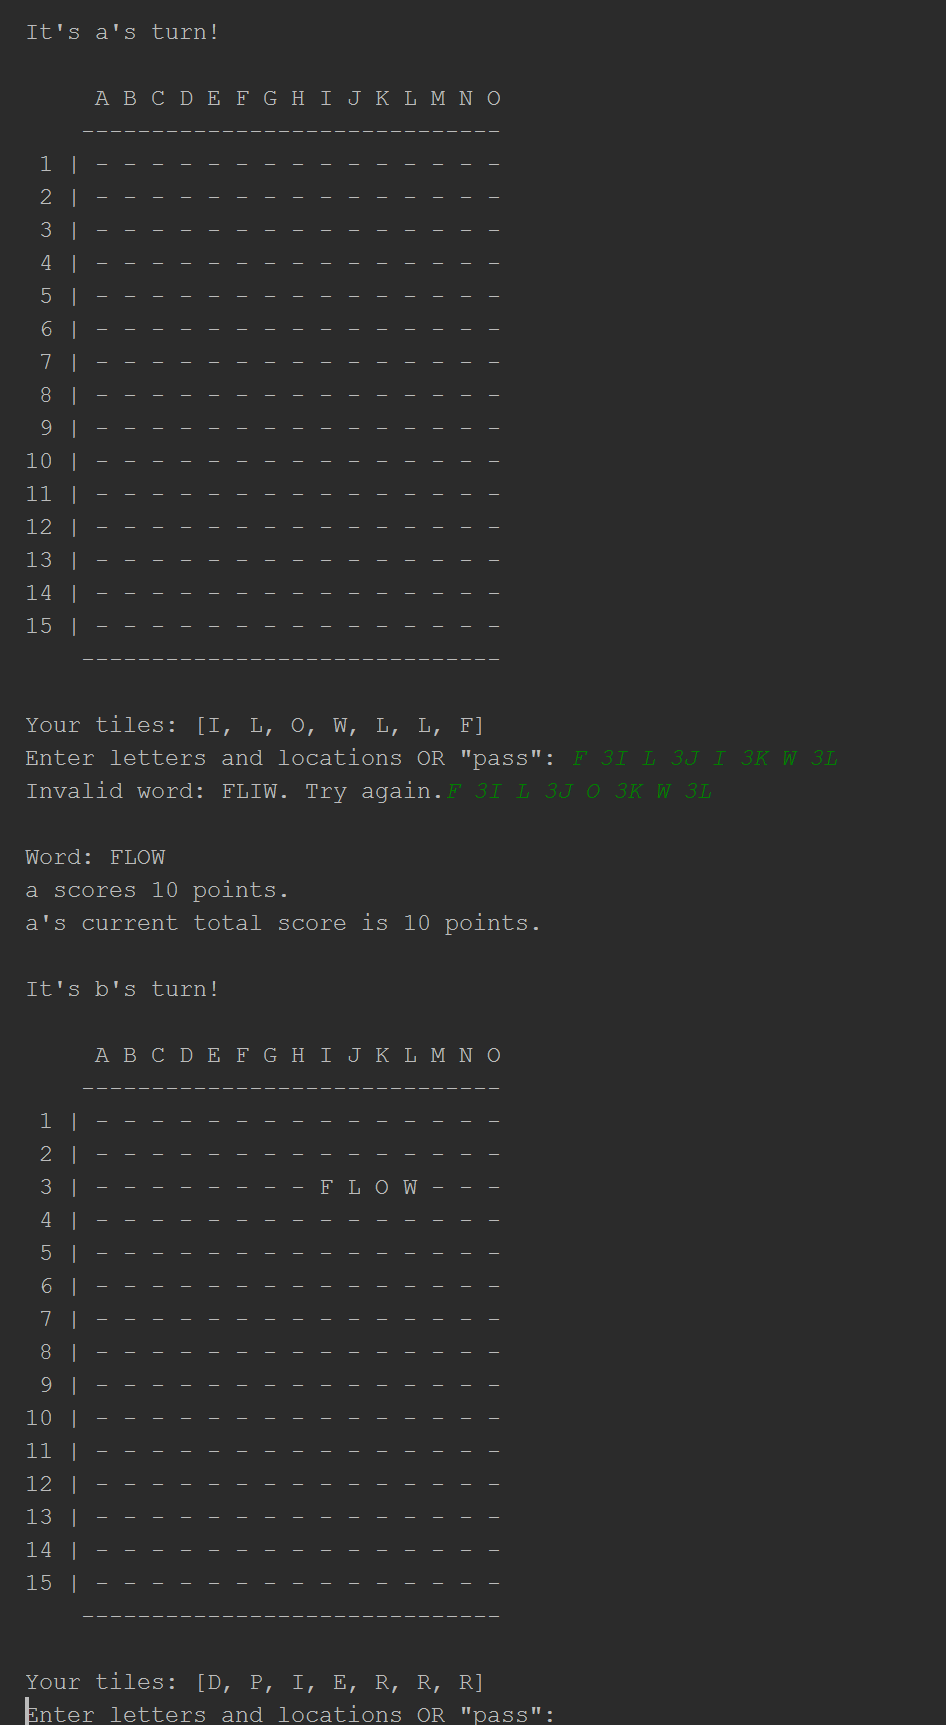 It's a's turn!
     A B C D E F G H I J K L M N O
    ------------------------------
 1 | - - - - - - - - - - - - - - -
 2 | - - - - - - - - - - - - - - -
 3 | - - - - - - - - - - - - - - -
 4 | - - - - - - - - - - - - - - -
 5 | - - - - - - - - - - - - - - -
 6 | - - - - - - - - - - - - - - -
 7 | - - - - - - - - - - - - - - -
 8 | - - - - - - - - - - - - - - -
 9 | - - - - - - - - - - - - - - -
10 | - - - - - - - - - - - - - - -
11 | - - - - - - - - - - - - - - -
12 | - - - - - - - - - - - - - - -
13 | - - - - - - - - - - - - - - -
14 | - - - - - - - - - - - - - - -
15 | - - - - - - - - - - - - - - -
    ------------------------------
Your tiles: [I, L, O, W, L, L, F]
Enter letters and locations OR "pass": F 3I L 3J I 3K W 3L
Invalid word: FLIW. Try again.F 3I L 3J O 3K W 3L
Word: FLOW
a scores 10 points.
a's current total score is 10 points.
It's b's turn!
     A B C D E F G H I J K L M N O
    ------------------------------
 1 | - - - - - - - - - - - - - - -
 2 | - - - - - - - - - - - - - - -
 3 | - - - - - - - - F L O W - - -
 4 | - - - - - - - - - - - - - - -
 5 | - - - - - - - - - - - - - - -
 6 | - - - - - - - - - - - - - - -
 7 | - - - - - - - - - - - - - - -
 8 | - - - - - - - - - - - - - - -
 9 | - - - - - - - - - - - - - - -
10 | - - - - - - - - - - - - - - -
11 | - - - - - - - - - - - - - - -
12 | - - - - - - - - - - - - - - -
13 | - - - - - - - - - - - - - - -
14 | - - - - - - - - - - - - - - -
15 | - - - - - - - - - - - - - - -
    ------------------------------
Your tiles: [D, P, I, E, R, R, R]
Enter letters and locations OR "pass":